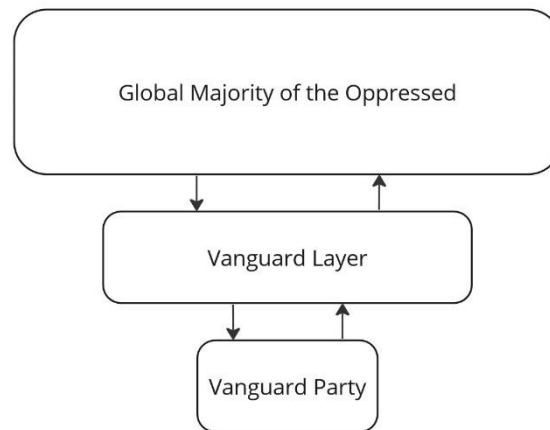 Global Majority of the Oppressed
Vanguard Layer
Vanguard Party